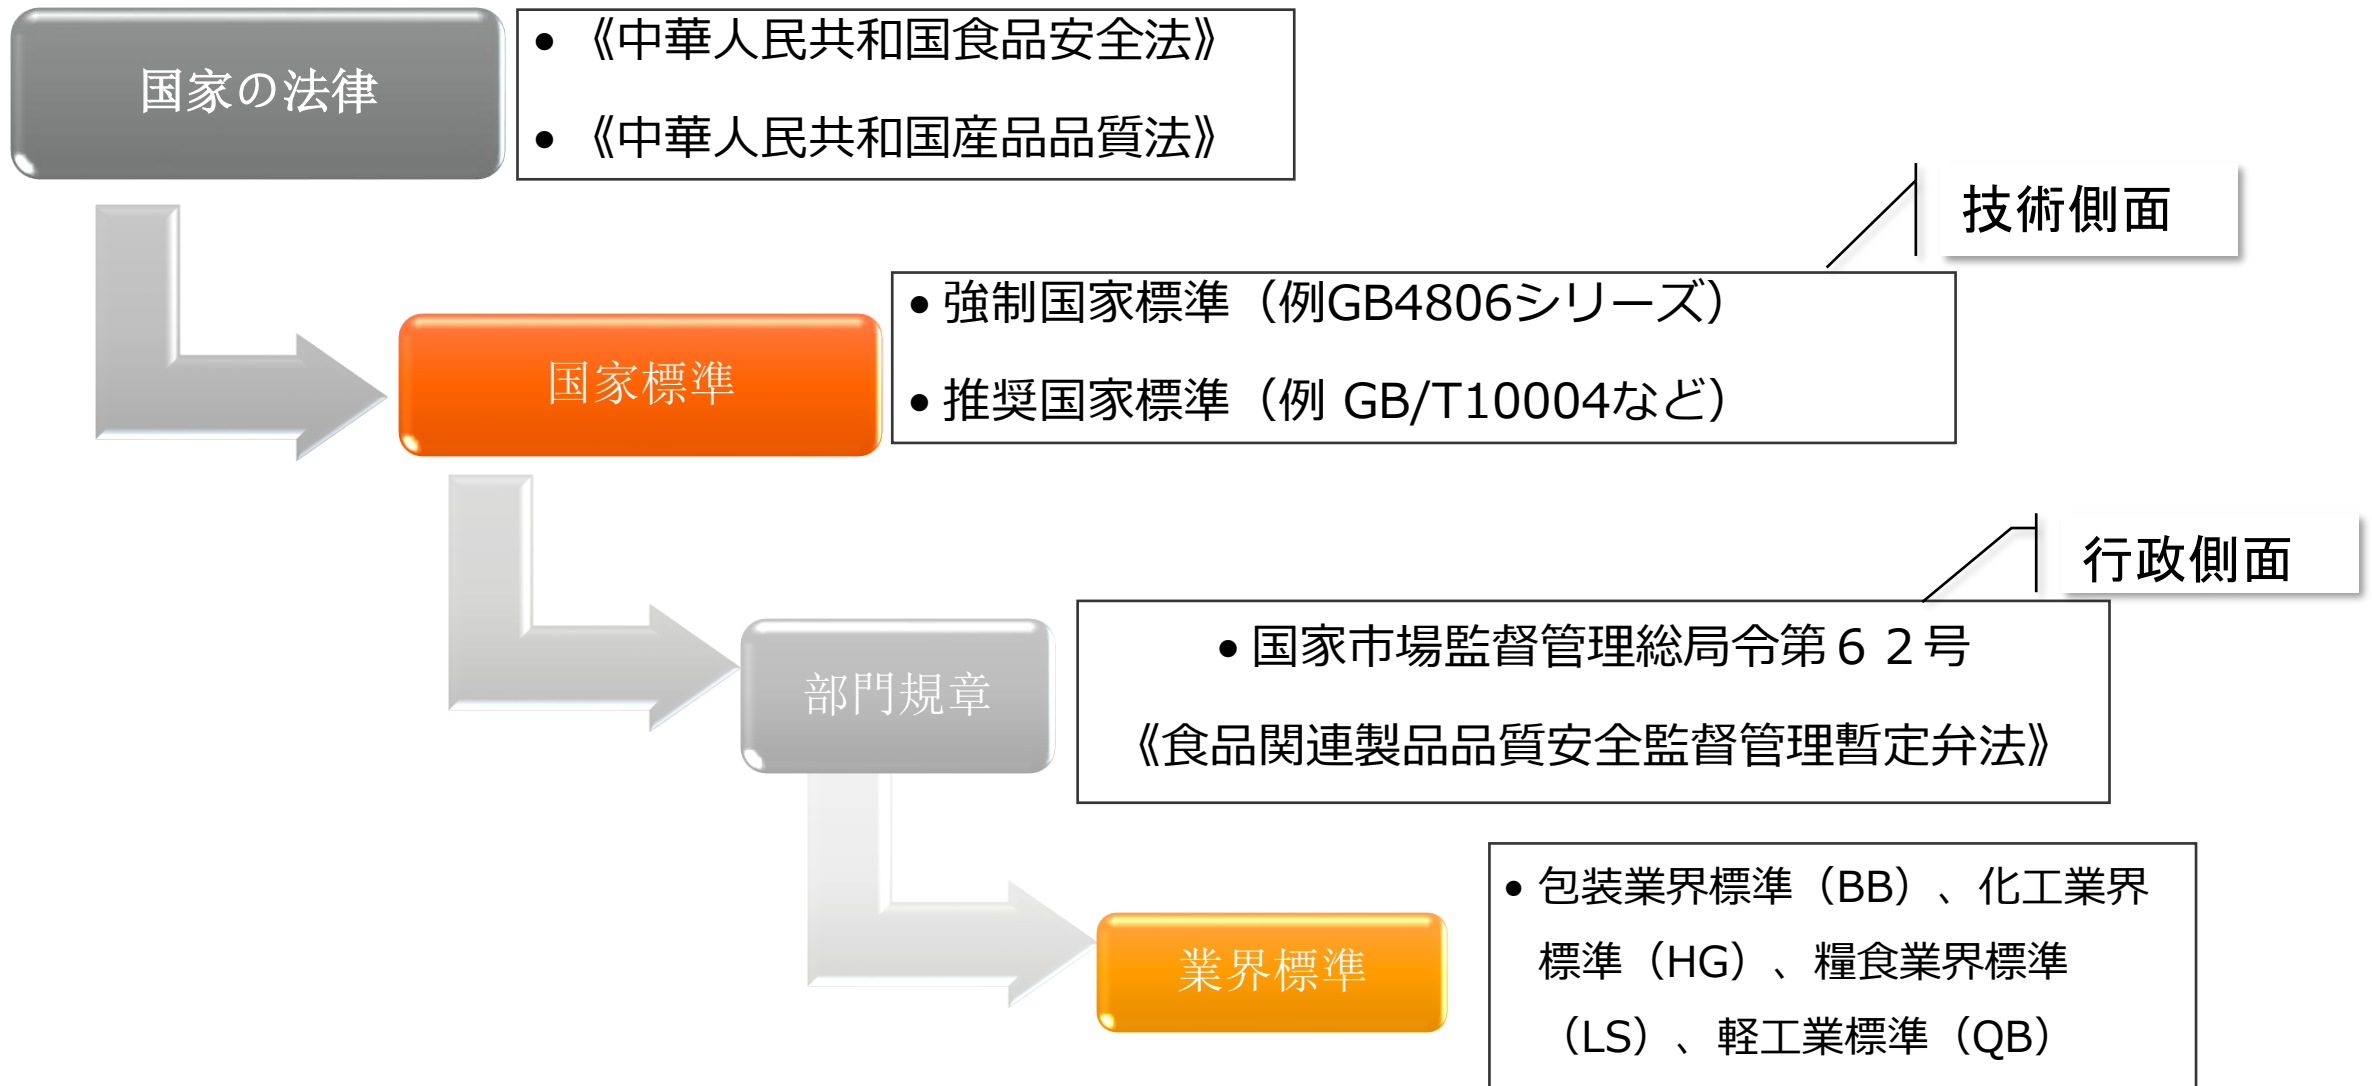 国家の法律
• 《中華人民共和国食品安全法》
• 《中華人民共和国産品品質法》
技術側面
国家標準
• 強制国家標準（例GB4806シリーズ）
• 推奨国家標準（例 GB/T10004など）
行政側面
部門規章
• 国家市場監督管理総局令第６２号
《食品関連製品品質安全監督管理暫定弁法》
業界標準
• 包装業界標準（BB）、化工業界
標準（HG）、糧食業界標準
（LS）、軽工業標準（QB）